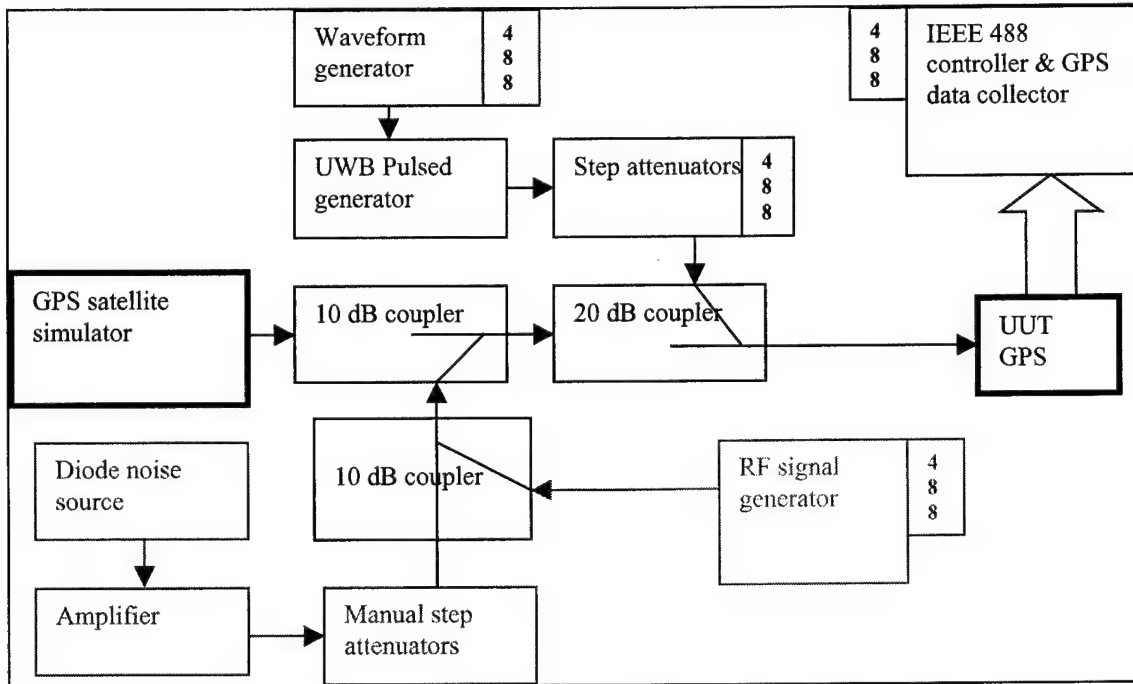 Waveform
generator
4
8
8
4
8
8
IEEE 488
controller & GPS
data collector
UWB Pulsed
generator
Step attenuators
4
8
8
GPS satellite
simulator
10 dB coupler
20 dB coupler
UUT
GPS
Diode noise
source
10 dB coupler
RF signal
generator
4
8
8
Amplifier
Manual step
attenuators